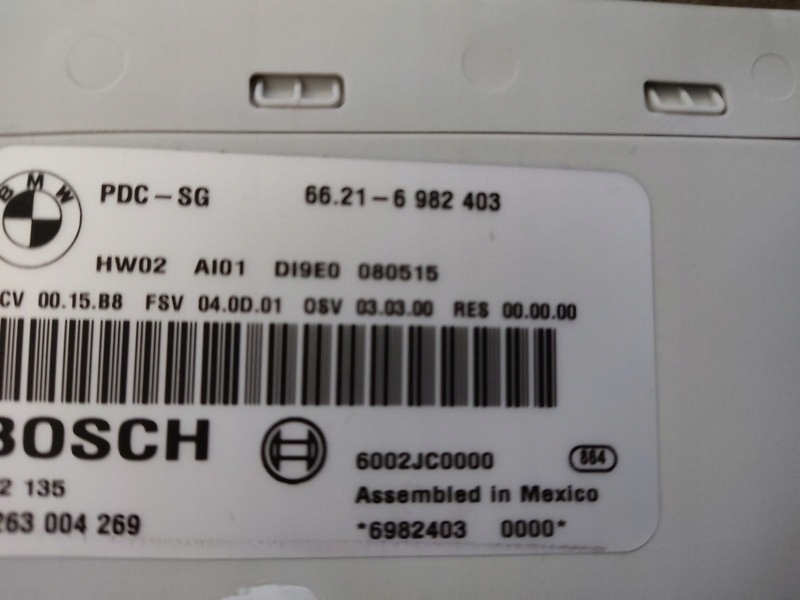 BMW
PDC-SG 66.21-6 982 403
HW02 AI01 DI9E0 080515
CV 00.15.B8 FSV 04.0D.01 OSV 03.03.00 RES 00.00.00
BOSCH
6002JC0000 864
2 135
Assembled in Mexico
263 004 269
*6982403 0000*